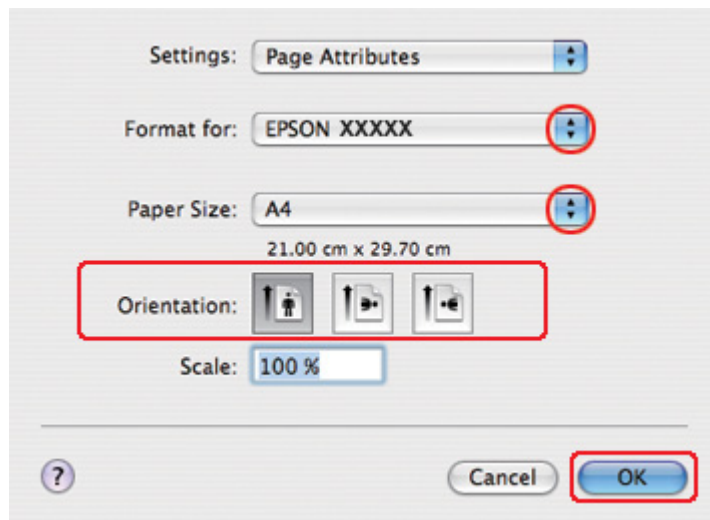 Settings: Page Attributes
Format for: EPSON XXXXX
Paper Size: A4
21.00 cm x 29.70 cm
Orientation:
Scale: 100 %
? Cancel OK